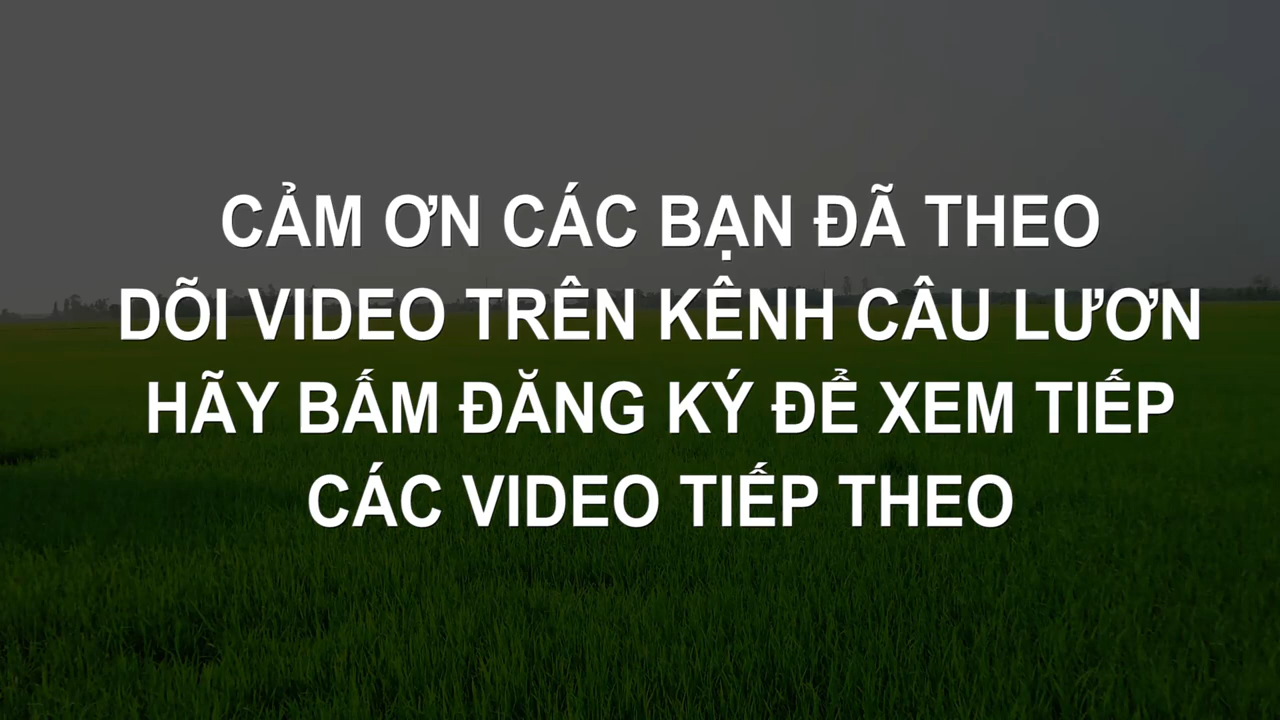 CẢM ƠN CÁC BẠN ĐÃ THEO
DÕI VIDEO TRÊN KÊNH CÂU LƯƠN
HÃY BẤM ĐĂNG KÝ ĐỂ XEM TIẾP
CÁC VIDEO TIẾP THEO